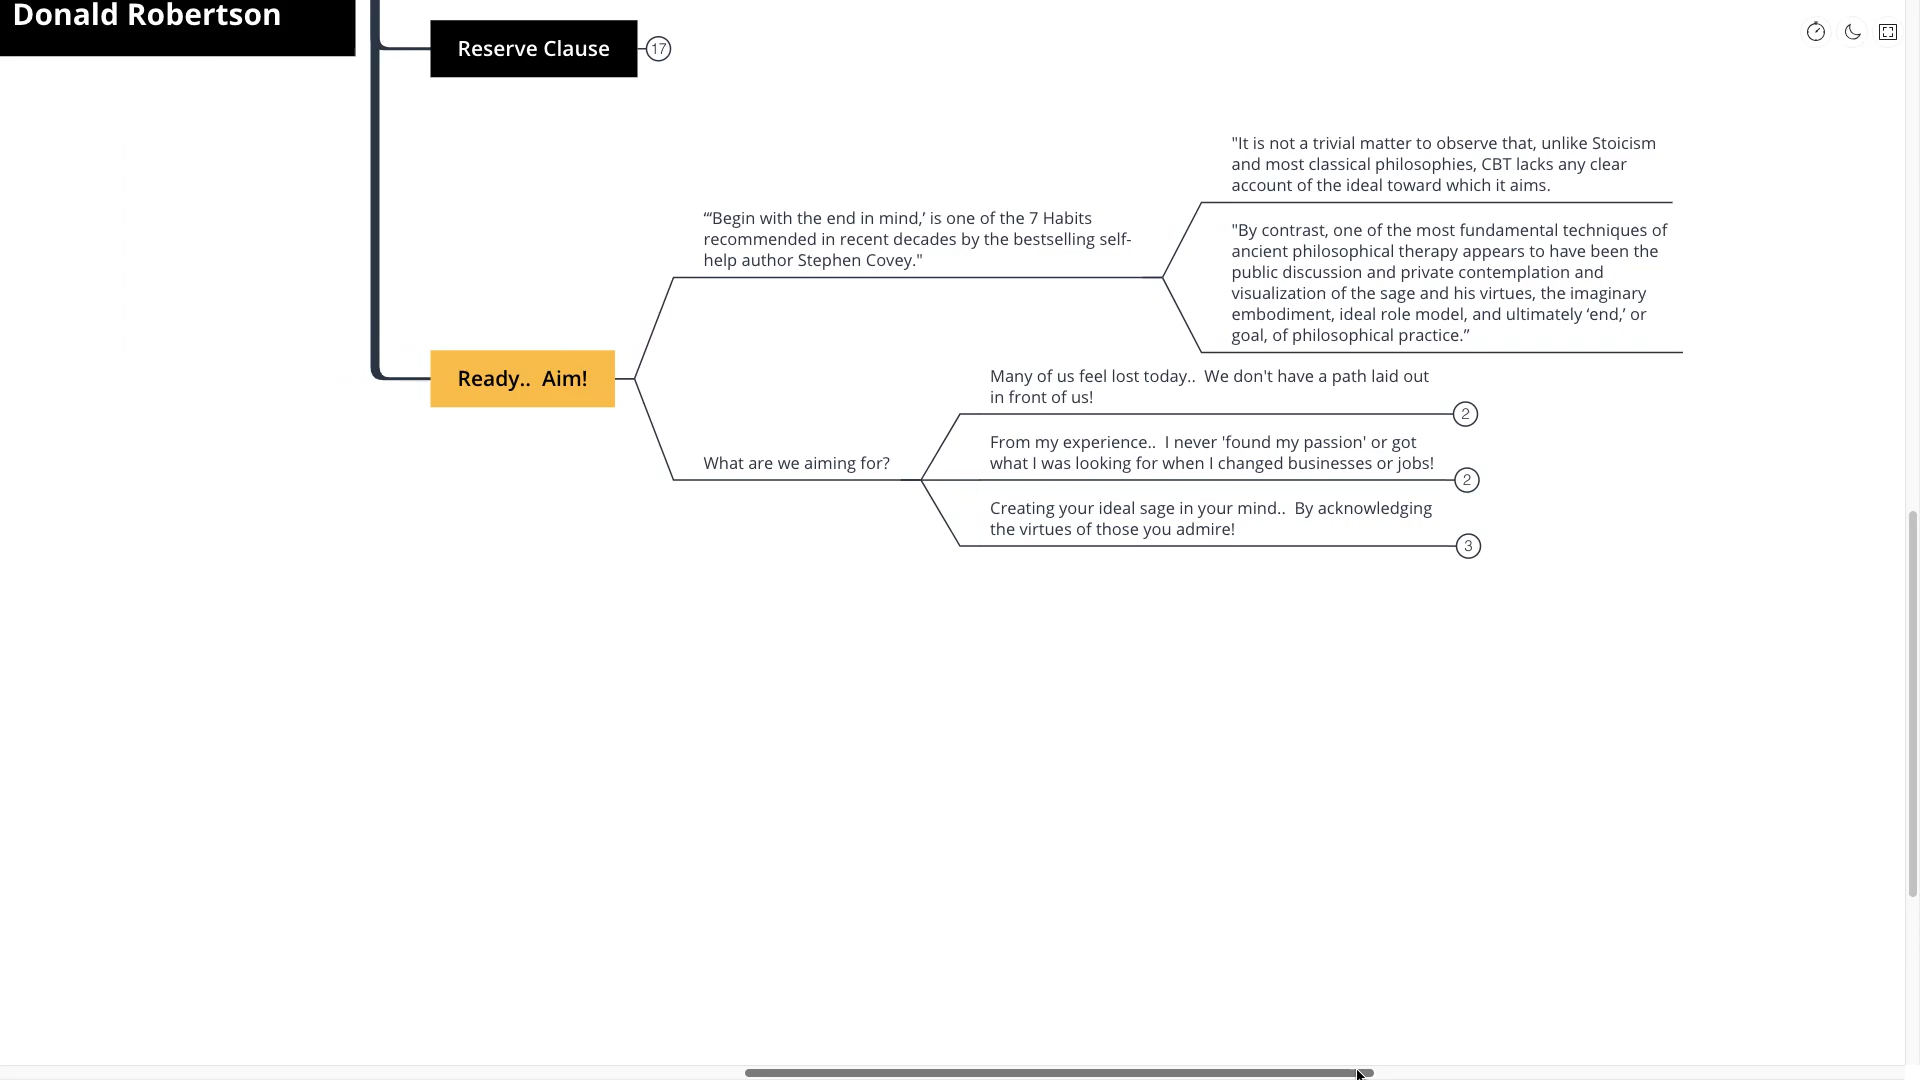 Donald Robertson
Reserve Clause
17
"It is not a trivial matter to observe that, unlike Stoicism
and most classical philosophies, CBT lacks any clear
account of the ideal toward which it aims.
“‘Begin with the end in mind,’ is one of the 7 Habits
recommended in recent decades by the bestselling self-
help author Stephen Covey."
"By contrast, one of the most fundamental techniques of
ancient philosophical therapy appears to have been the
public discussion and private contemplation and
visualization of the sage and his virtues, the imaginary
embodiment, ideal role model, and ultimately ‘end,’ or
goal, of philosophical practice.”
Ready..  Aim!
Many of us feel lost today..  We don't have a path laid out
in front of us!
2
What are we aiming for?
From my experience..  I never 'found my passion' or got
what I was looking for when I changed businesses or jobs!
2
Creating your ideal sage in your mind..  By acknowledging
the virtues of those you admire!
3